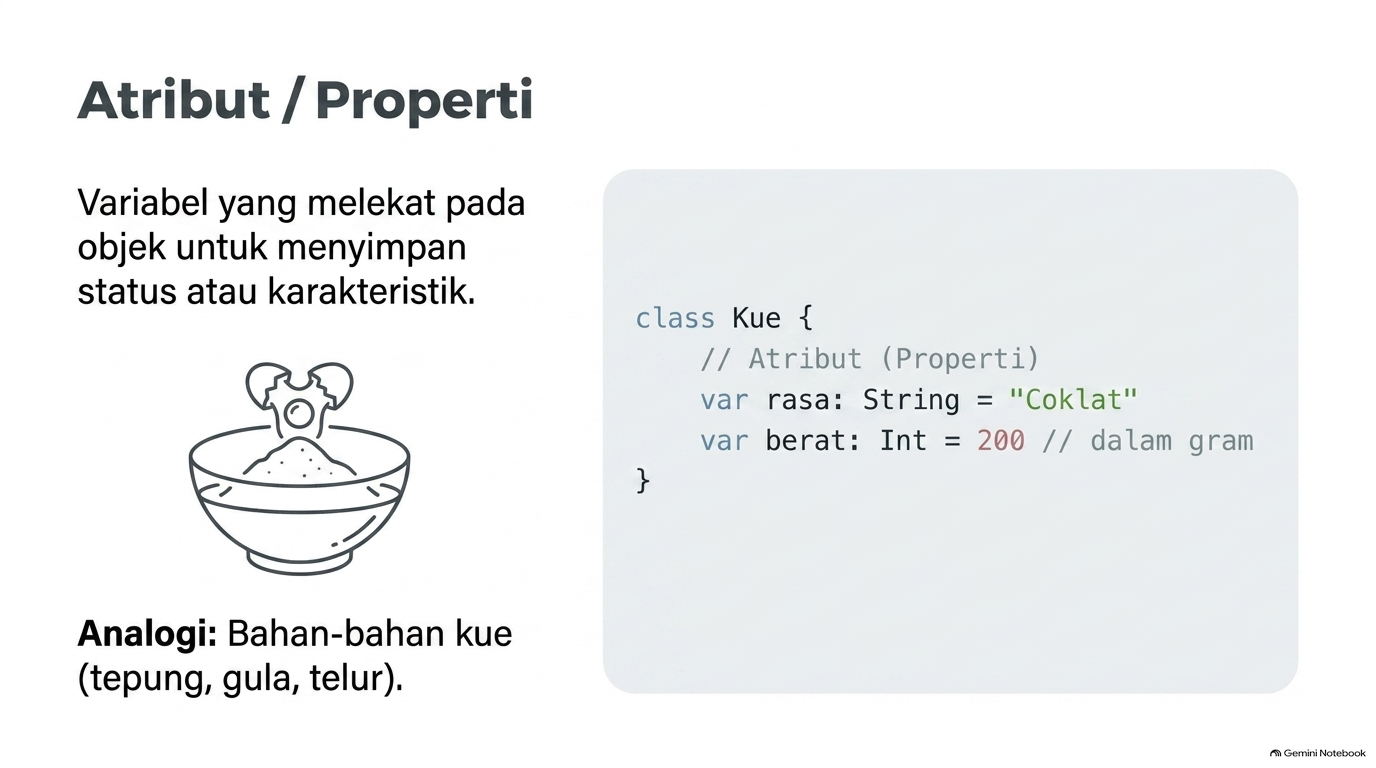 Atribut / Properti
Variabel yang melekat pada
objek untuk menyimpan
status atau karakteristik.
Analogi: Bahan-bahan kue
(tepung, gula, telur).
class Kue {
    // Atribut (Properti)
    var rasa: String = "Coklat"
    var berat: Int = 200 // dalam gram
}
Gemini Notebook